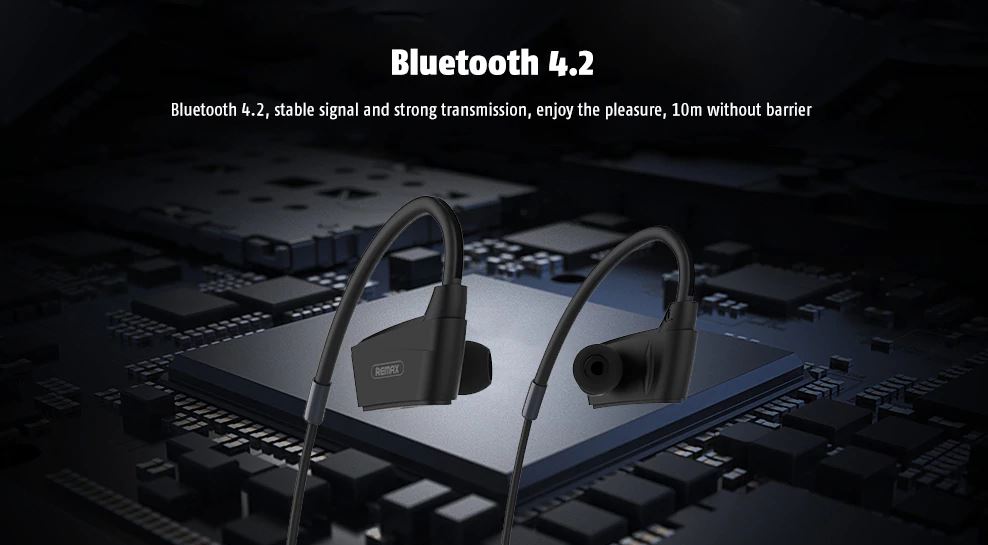 Bluetooth 4.2
Bluetooth 4.2, stable signal and strong transmission, enjoy the pleasure, 10m without barrier
REMAX